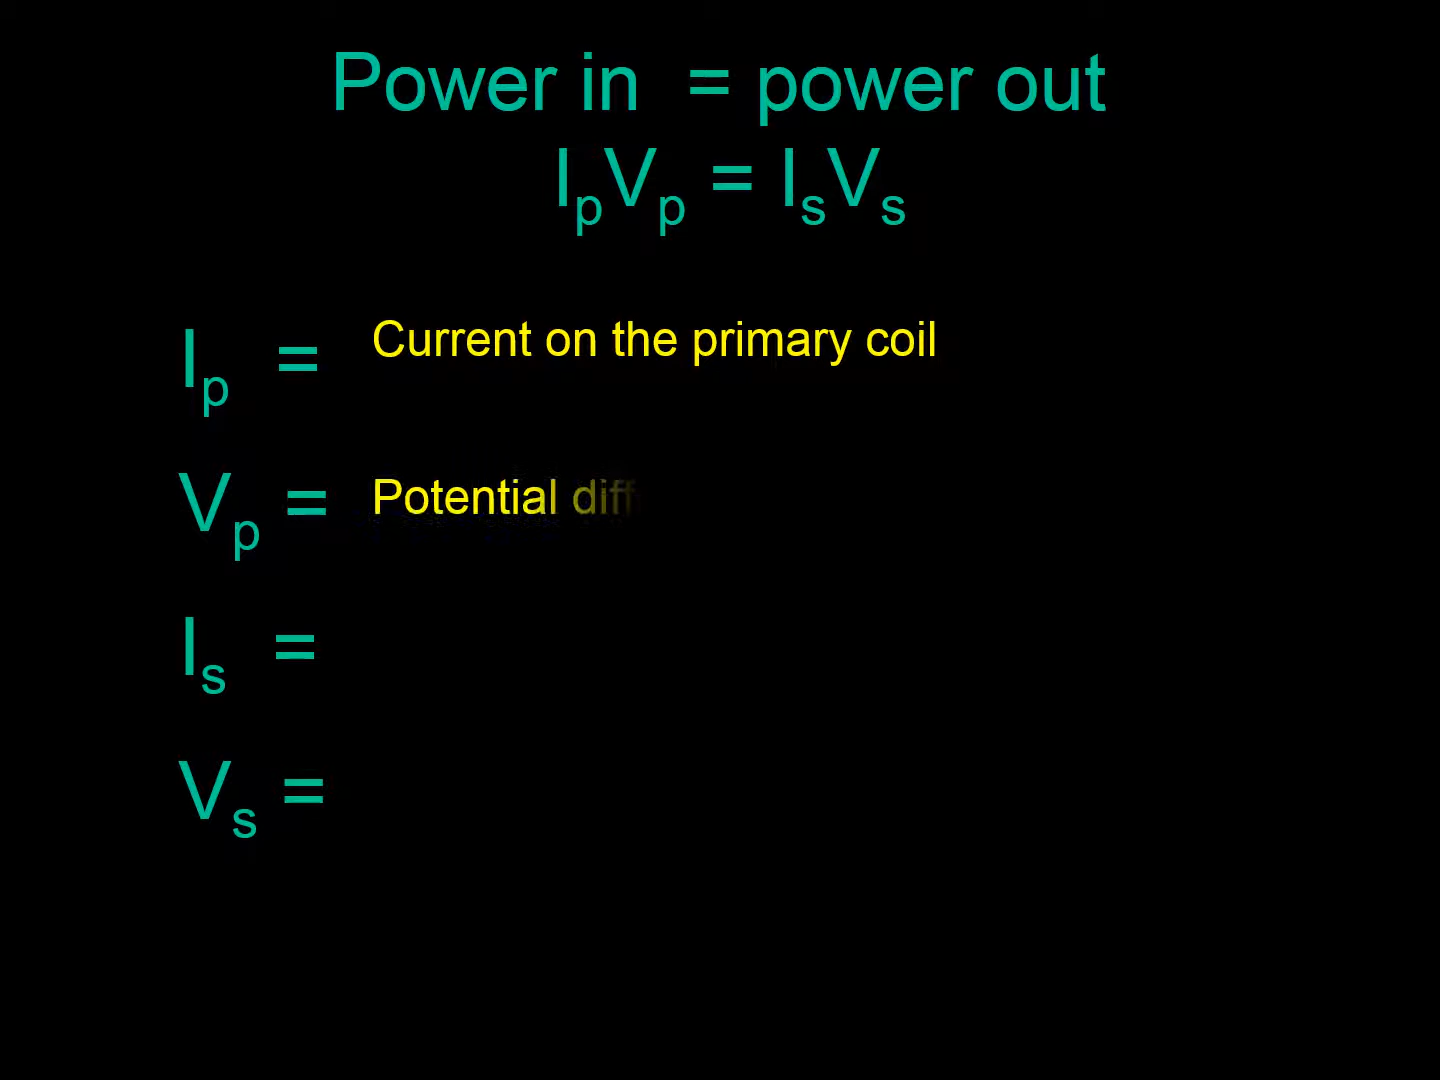 Power in = power out
IpVp = IsVs
Ip = Current on the primary coil
Vp = Potential
Is =
Vs =